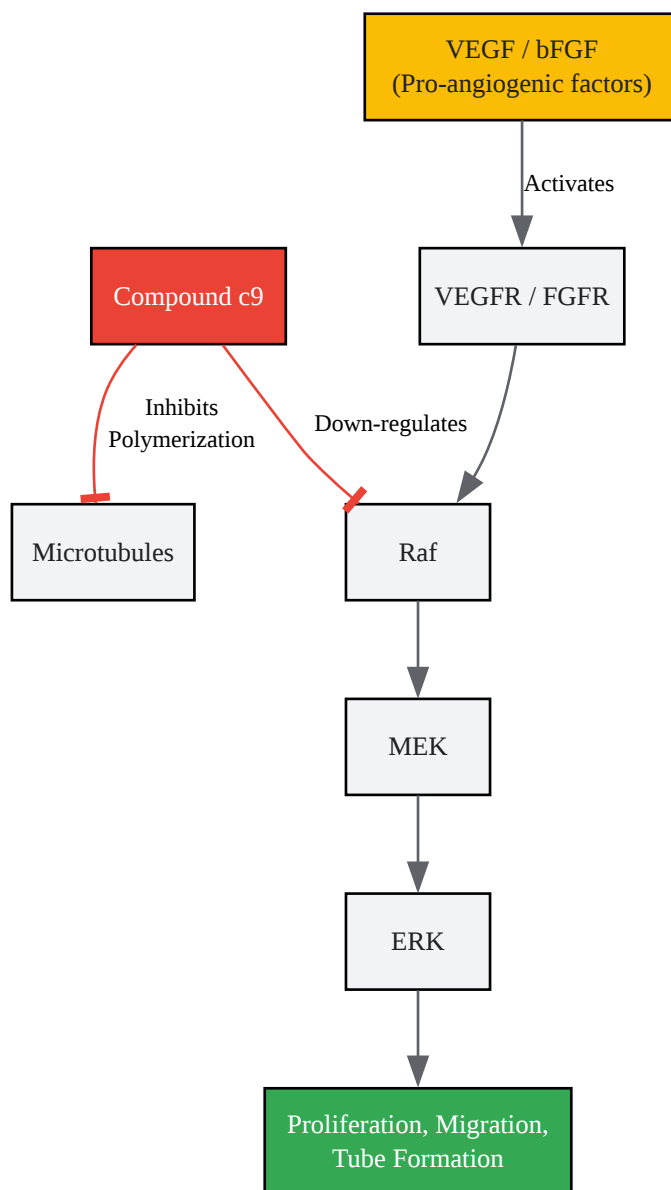 VEGF / bFGF
(Pro-angiogenic factors)
Activates
Compound c9
VEGFR / FGFR
Inhibits
Polymerization
Down-regulates
Microtubules
Raf
MEK
ERK
Proliferation, Migration,
Tube Formation